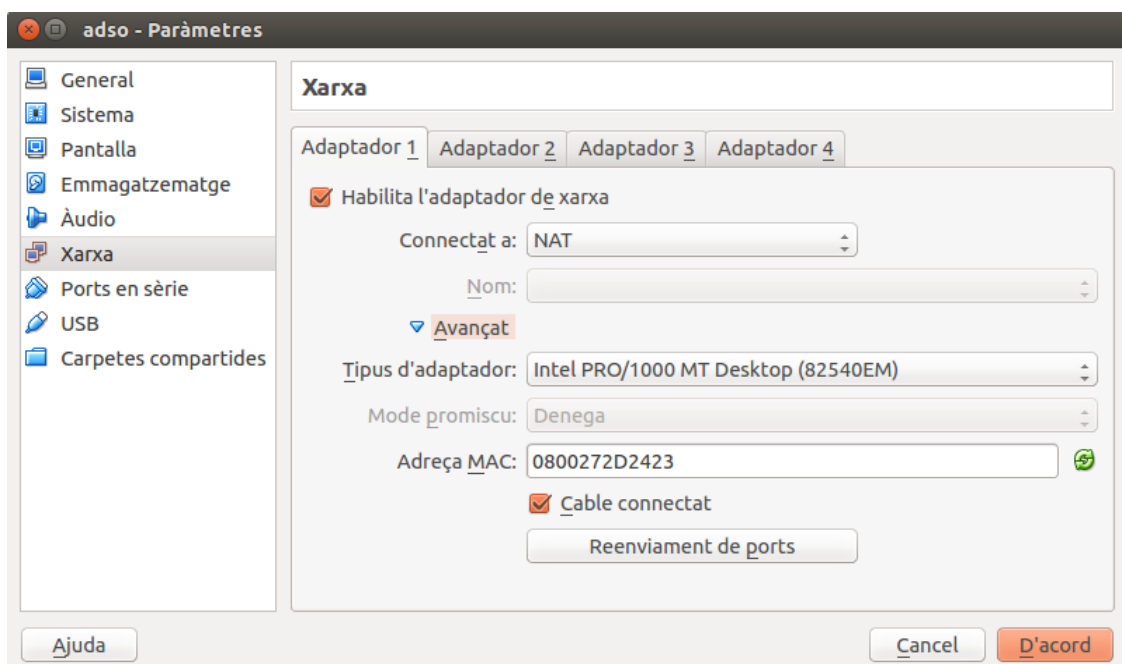 adso - Paràmetres
General
Sistema
Pantalla
Emmagatzematge
Àudio
Xarxa
Ports en sèrie
USB
Carpetes compartides
Xarxa
Adaptador 1 Adaptador 2 Adaptador 3 Adaptador 4
Habilita l'adaptador de xarxa
Connectat a: NAT
Nom:
Avançat
Tipus d'adaptador: Intel PRO/1000 MT Desktop (82540EM)
Mode promiscu: Denega
Adreça MAC: 0800272D2423
Cable connectat
Reenviament de ports
Ajuda Cancel D'acord